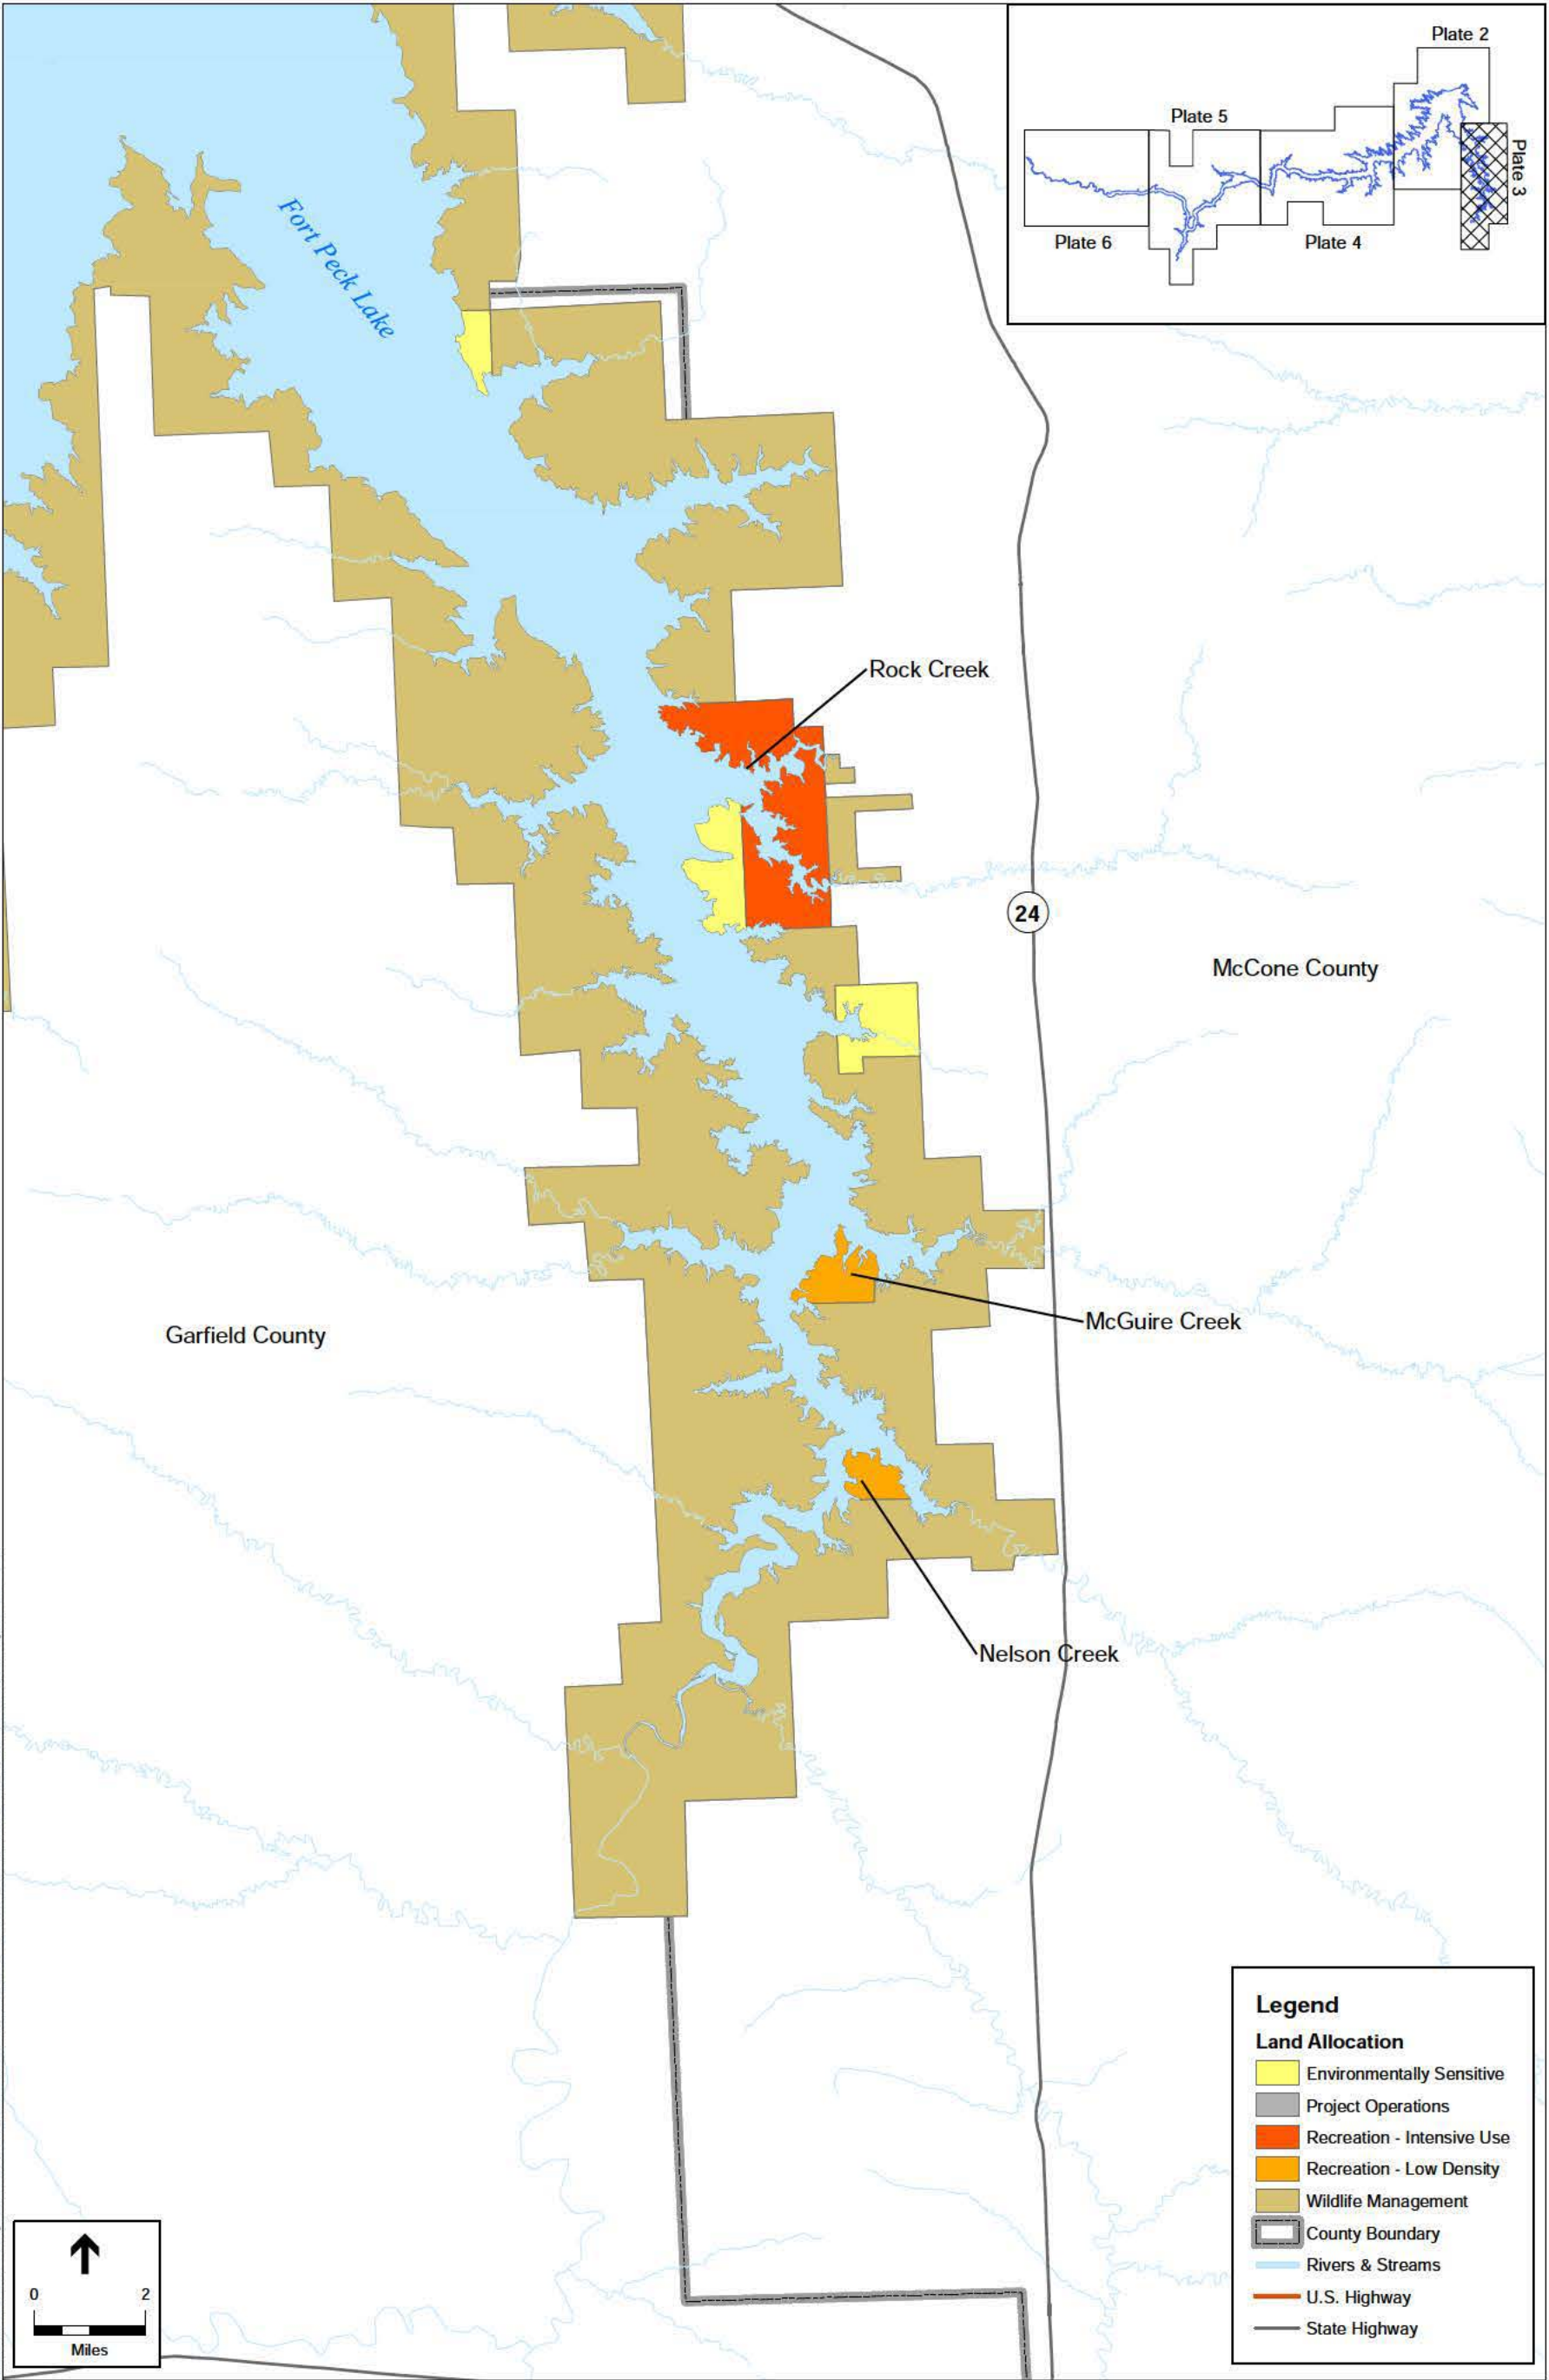 Plate 2
Plate 5
Plate 3
Plate 6
Plate 4
Fort Peck Lake
Rock Creek
24
McCone County
McGuire Creek
Garfield County
Nelson Creek
Legend
Land Allocation
Environmentally Sensitive
Project Operations
Recreation - Intensive Use
Recreation - Low Density
Wildlife Management
County Boundary
Rivers & Streams
U.S. Highway
State Highway
0 2
Miles